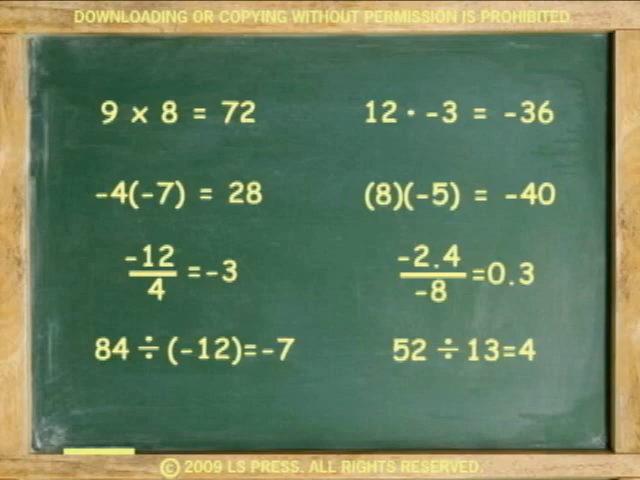 DOWNLOADING OR COPYING WITHOUT PERMISSION IS PROHIBITED.
9 x 8 = 72
12 · -3 = -36
-4(-7) = 28
(8)(-5) = -40
-12/4 =-3
-2.4/-8 =0.3
84 ÷ (-12)=-7
52 ÷ 13=4
© 2009 LS PRESS. ALL RIGHTS RESERVED.